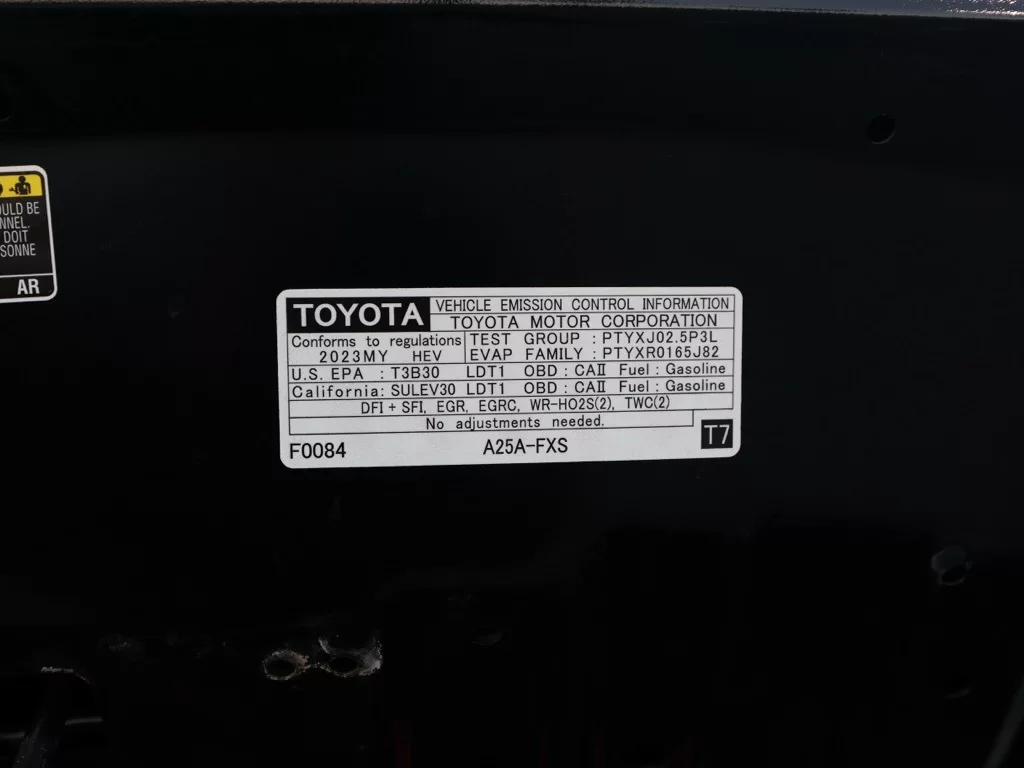 OULD BE
NNEL.
DOIT
SONNE
AR
TOYOTA
VEHICLE EMISSION CONTROL INFORMATION
TOYOTA MOTOR CORPORATION
Conforms to regulations
2023MY HEV
TEST GROUP : PTYXJ02.5P3L
EVAP FAMILY : PTYXR0165J82
U.S. EPA : T3B30 LDT1 OBD : CAII Fuel : Gasoline
California: SULEV30 LDT1 OBD : CAII Fuel : Gasoline
DFI + SFI, EGR, EGRC, WR-HO2S(2), TWC(2)
No adjustments needed.
F0084 A25A-FXS T7